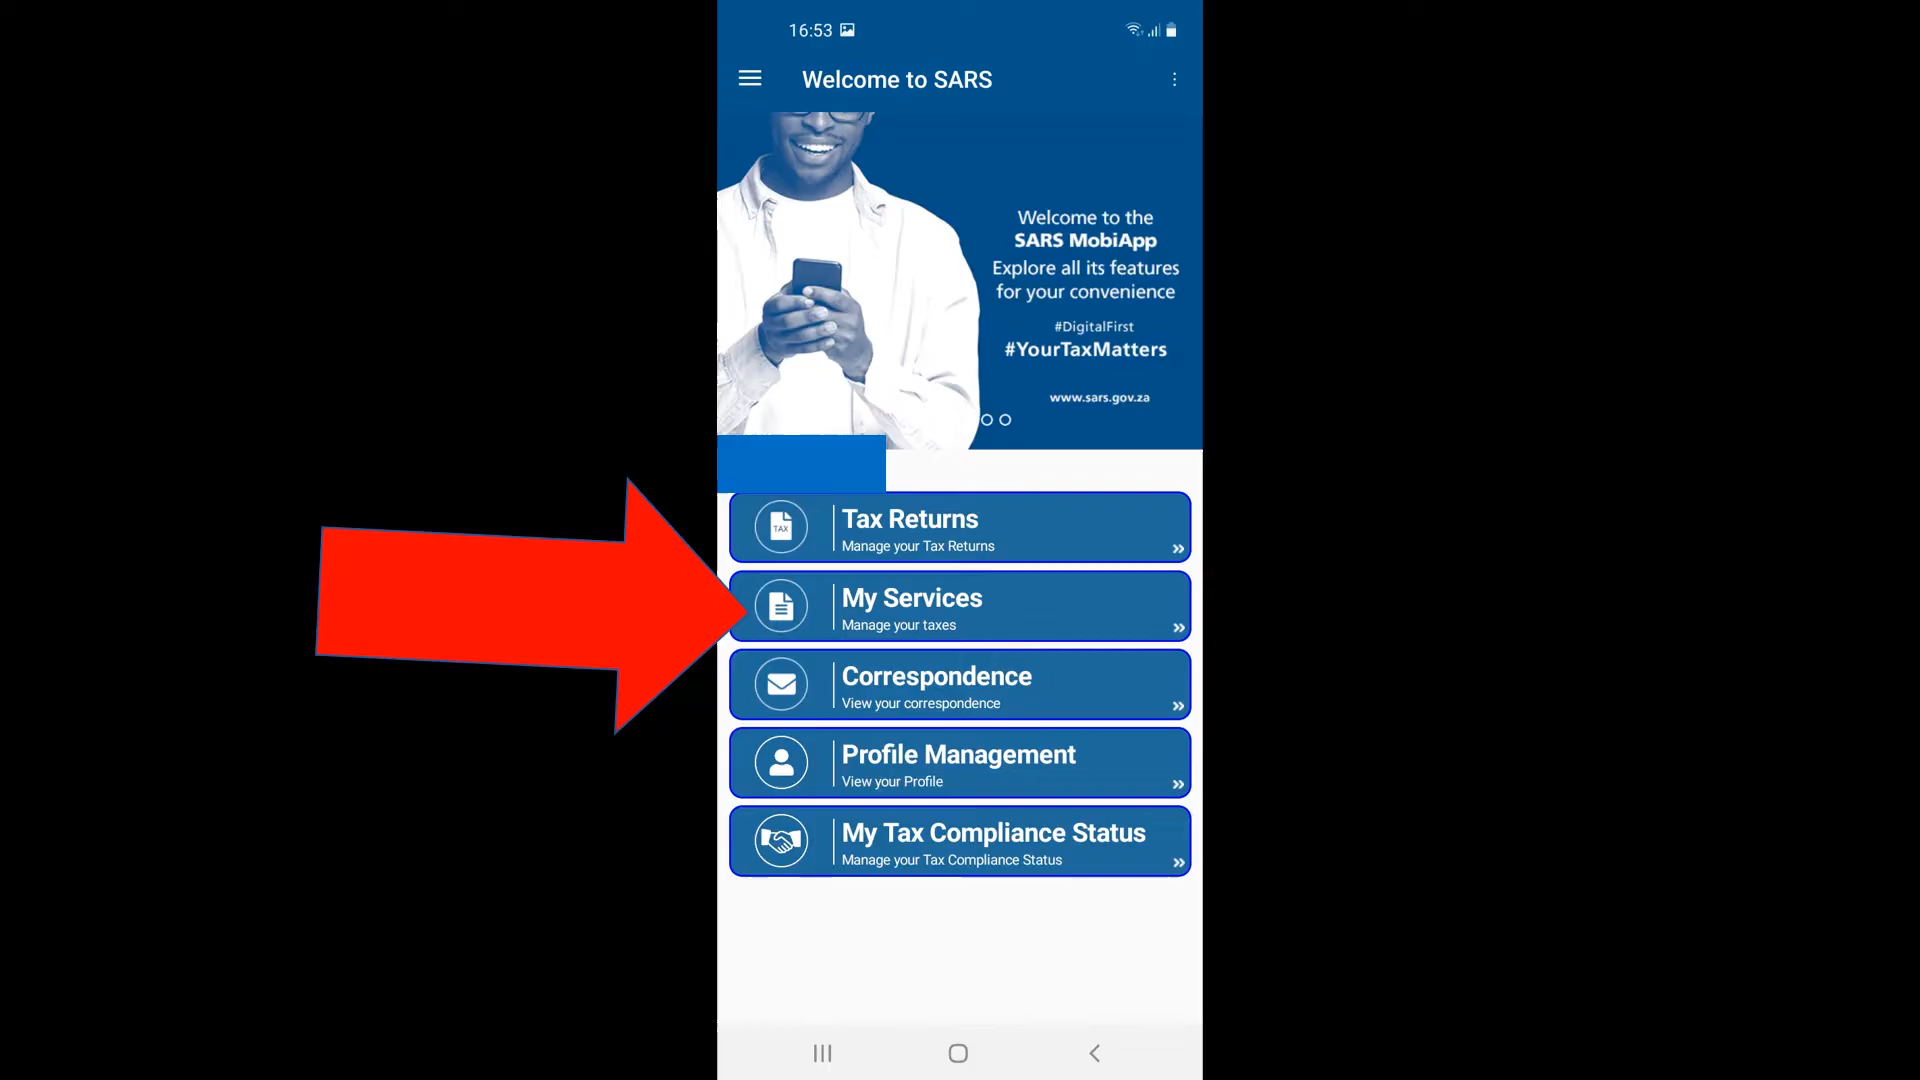 16:53
Welcome to SARS
Welcome to the
SARS MobiApp
Explore all its features
for your convenience
#DigitalFirst
#YourTaxMatters
www.sars.gov.za
TAX
Tax Returns
Manage your Tax Returns
My Services
Manage your taxes
Correspondence
View your correspondence
Profile Management
View your Profile
My Tax Compliance Status
Manage your Tax Compliance Status